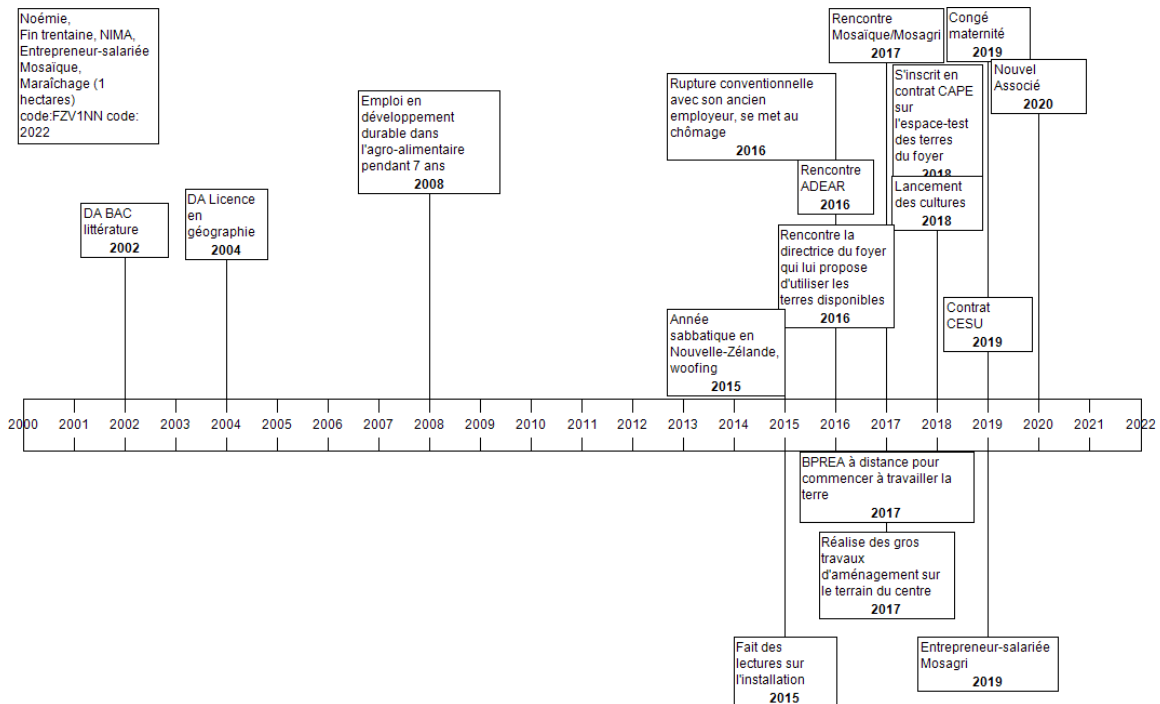 Noémie,
Fin trentaine, NIMA,
Entrepreneur-salariée
Mosaïque,
Maraîchage (1
hectares)
code:FZV1NN code:
2022
DA BAC
littérature
2002
DA Licence
en
géographie
2004
Emploi en
développement
durable dans
l'agro-alimentaire
pendant 7 ans
2008
Rupture conventionnelle
avec son ancien
employeur, se met au
chômage
2016
Rencontre
ADEAR
2016
Rencontre la
directrice du foyer
qui lui propose
d'utiliser les
terres disponibles
2016
Année
sabbatique en
Nouvelle-Zélande,
woofing
2015
Rencontre
Mosaïque/Mosagri
2017
S'inscrit en
contrat CAPE
sur
l'espace-test
des terres
du foyer
2018
Lancement
des cultures
2018
Congé
maternité
2019
Nouvel
Associé
2020
Contrat
CESU
2019
2000 2001 2002 2003 2004 2005 2006 2007 2008 2009 2010 2011 2012 2013 2014 2015 2016 2017 2018 2019 2020 2021 2022
BPREA à distance pour
commencer à travailler la
terre
2017
Réalise des gros
travaux
d'aménagement sur
le terrain du centre
2017
Fait des
lectures sur
l'installation
2015
Entrepreneur-salariée
Mosagri
2019